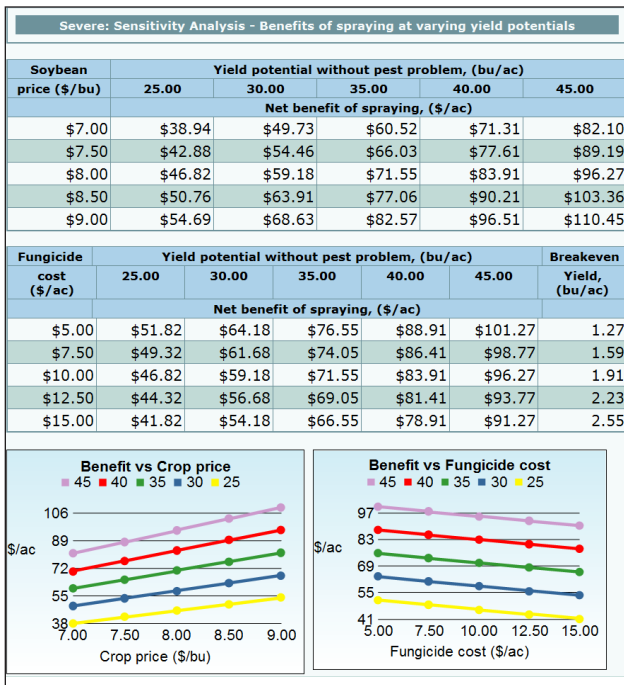 Severe: Sensitivity Analysis - Benefits of spraying at varying yield potentials
Soybean Yield potential without pest problem, (bu/ac)
price ($/bu) 25.00 30.00 35.00 40.00 45.00
Net benefit of spraying, ($/ac)
$7.00 $38.94 $49.73 $60.52 $71.31 $82.10
$7.50 $42.88 $54.46 $66.03 $77.61 $89.19
$8.00 $46.82 $59.18 $71.55 $83.91 $96.27
$8.50 $50.76 $63.91 $77.06 $90.21 $103.36
$9.00 $54.69 $68.63 $82.57 $96.51 $110.45
Fungicide Yield potential without pest problem, (bu/ac) Breakeven
cost 25.00 30.00 35.00 40.00 45.00 Yield,
($/ac) (bu/ac)
Net benefit of spraying, ($/ac)
$5.00 $51.82 $64.18 $76.55 $88.91 $101.27 1.27
$7.50 $49.32 $61.68 $74.05 $86.41 $98.77 1.59
$10.00 $46.82 $59.18 $71.55 $83.91 $96.27 1.91
$12.50 $44.32 $56.68 $69.05 $81.41 $93.77 2.23
$15.00 $41.82 $54.18 $66.55 $78.91 $91.27 2.55
Benefit vs Crop price
45 40 35 30 25
106
89
$/ac
72
55
38
7.00 7.50 8.00 8.50 9.00
Crop price ($/bu)
Benefit vs Fungicide cost
45 40 35 30 25
97
83
$/ac
69
55
41
5.00 7.50 10.00 12.50 15.00
Fungicide cost ($/ac)